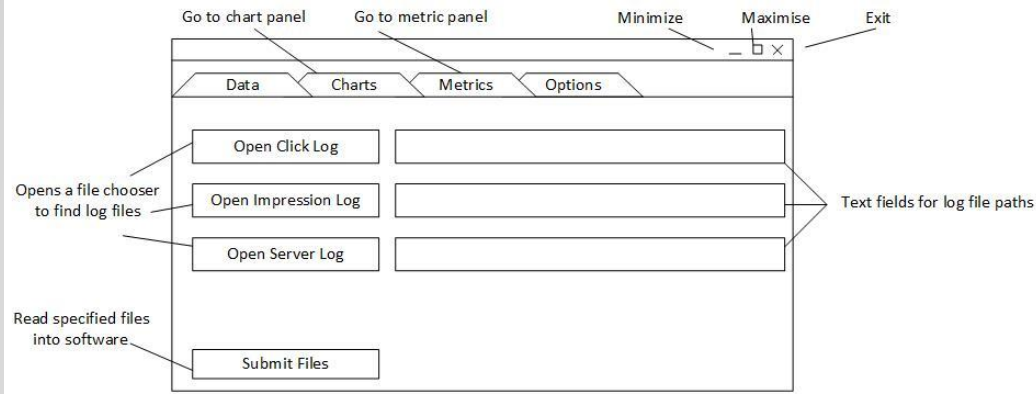 Go to chart panel
Go to metric panel
Minimize
Maximise
Exit
Data
Charts
Metrics
Options
Open Click Log
Opens a file chooser
to find log files
Open Impression Log
Text fields for log file paths
Open Server Log
Read specified files
into software
Submit Files